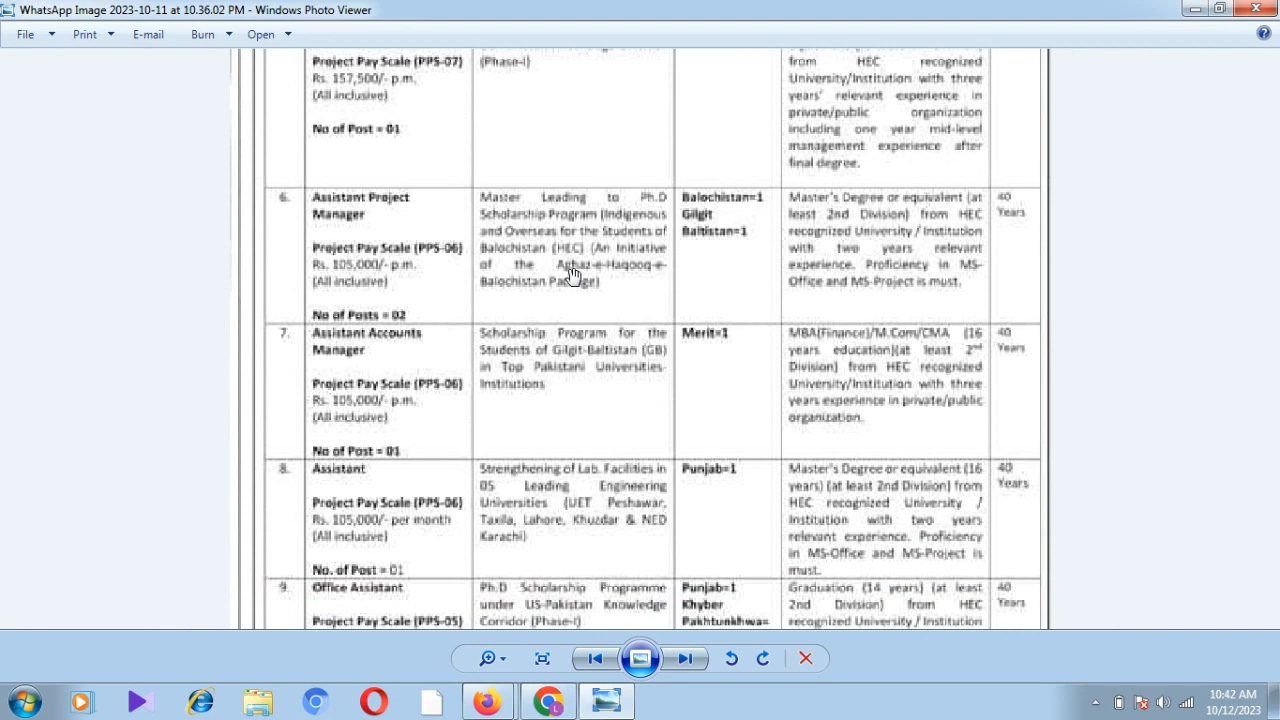 WhatsApp Image 2023-10-11 at 10.36.02 PM - Windows Photo Viewer
File Print E-mail Burn Open
Project Pay Scale (PPS-07)
Rs. 157,500/- p.m.
(All inclusive)
No of Post = 01
(Phase-I)
from HEC recognized
University/Institution with three
years' relevant experience in
private/public organization
including one year mid-level
management experience after
final degree.
6.
Assistant Project
Manager
Project Pay Scale (PPS-06)
Rs. 105,000/- p.m.
(All inclusive)
No of Posts = 02
Master Leading to Ph.D
Scholarship Program (Indigenous
and Overseas for the Students of
Balochistan (HEC) (An Initiative
of the Aghaz-e-Haqooq-e-
Balochistan Package)
Balochistan=1
Gilgit
Baltistan=1
Master's Degree or equivalent (at
least 2nd Division) from HEC
recognized University / Institution
with two years relevant
experience. Proficiency in MS-
Office and MS-Project is must.
40
Years
7.
Assistant Accounts
Manager
Project Pay Scale (PPS-06)
Rs. 105,000/- p.m.
(All inclusive)
No of Post = 01
Scholarship Program for the
Students of Gilgit-Baltistan (GB)
in Top Pakistani Universities-
Institutions
Merit=1
MBA(Finance)/M.Com/CMA (16
years education)(at least 2nd
Division) from HEC recognized
University/Institution with three
years experience in private/public
organization.
40
Years
8.
Assistant
Project Pay Scale (PPS-06)
Rs. 105,000/- per month
(All inclusive)
No. of Post = 01
Strengthening of Lab. Facilities in
05 Leading Engineering
Universities (UET Peshawar,
Taxila, Lahore, Khuzdar & NED
Karachi)
Punjab=1
Master's Degree or equivalent (16
years) (at least 2nd Division) from
HEC recognized University /
Institution with two years
relevant experience. Proficiency
in MS-Office and MS-Project is
must.
40
Years
9.
Office Assistant
Project Pay Scale (PPS-05)
Ph.D Scholarship Programme
under US-Pakistan Knowledge
Corridor (Phase-I)
Punjab=1
Khyber
Pakhtunkhwa=
Graduation (14 years) (at least
2nd Division) from HEC
recognized University / Institution
40
Years
10:42 AM
10/12/2023